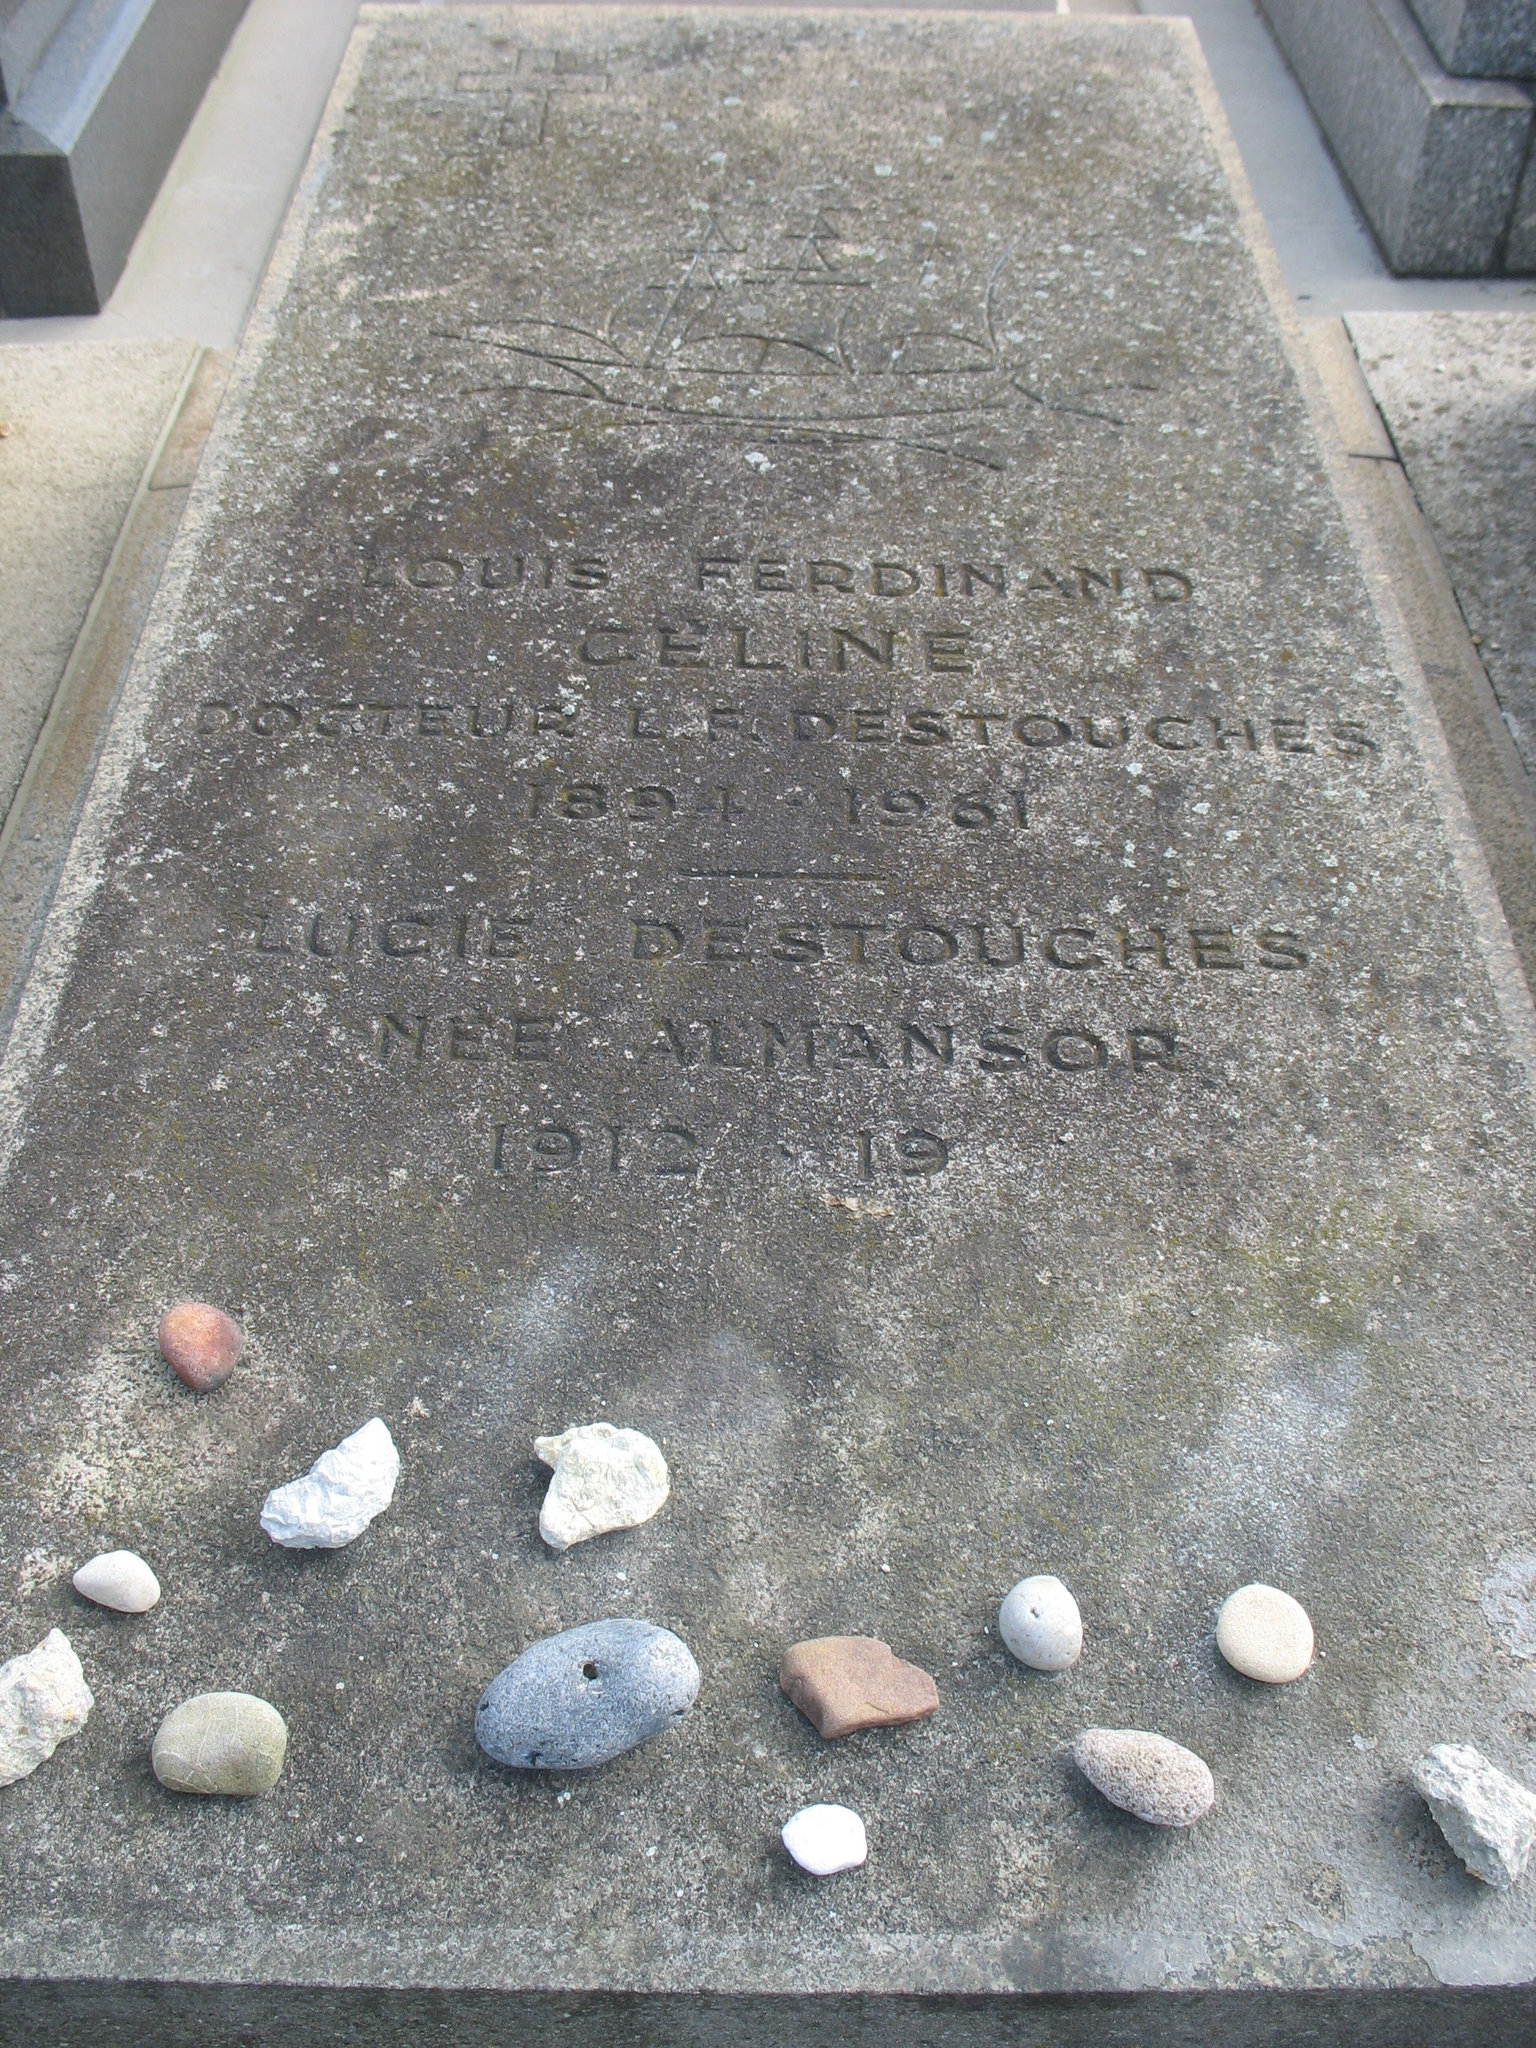 LOUIS FERDINAND
CÉLINE
DOCTEUR L.F. DESTOUCHES
1894 · 1961
LUCIE DESTOUCHES
NÉE ALMANSOR
1912 · 19